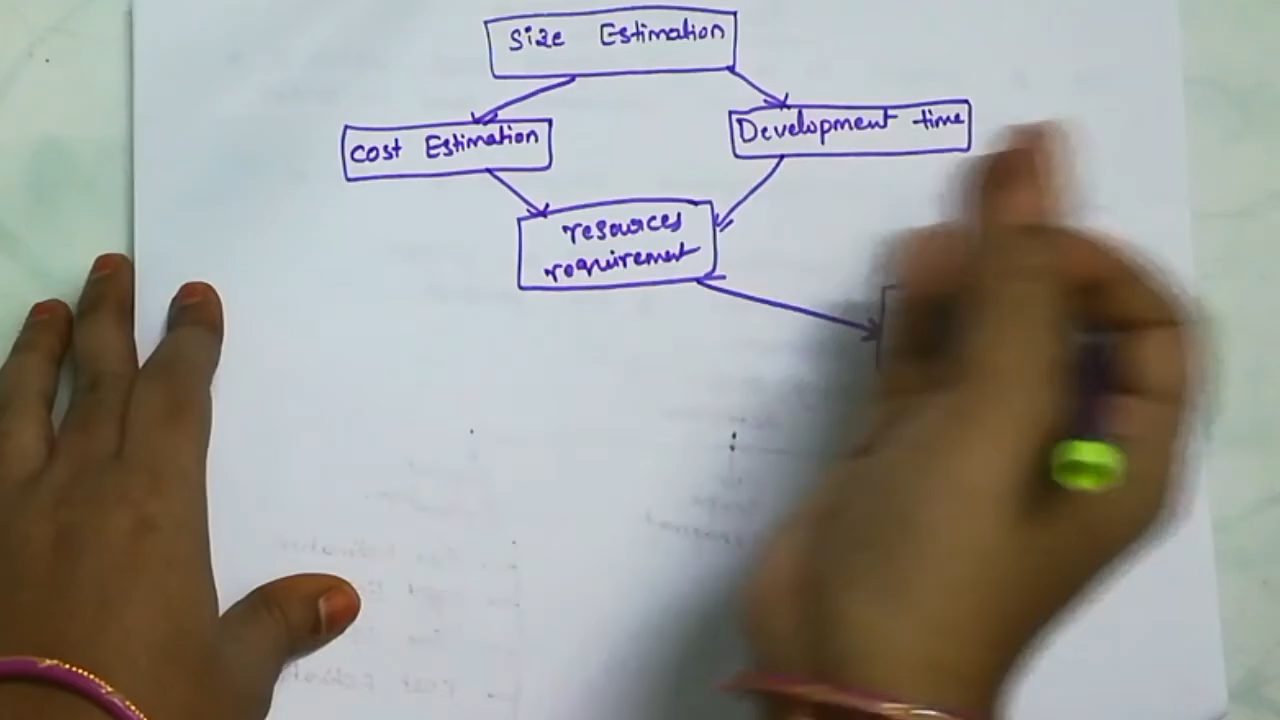 Size Estimation
Cost Estimation
Development time
resources
requirement